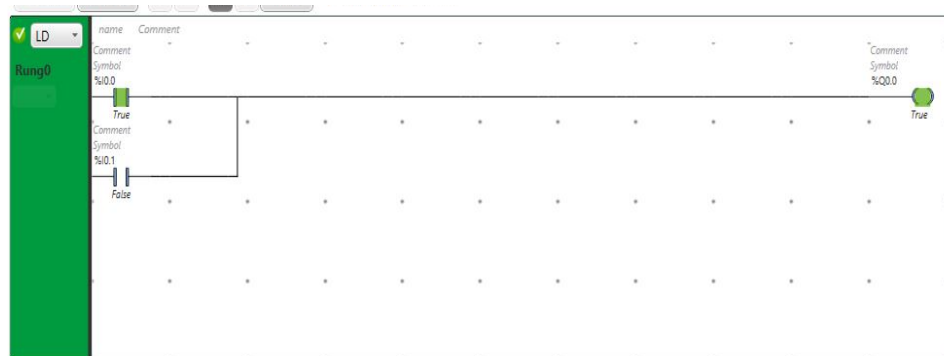 LD
name Comment
Rung0
Comment
Symbol
%I0.0
True
Comment
Symbol
%I0.1
False
Comment
Symbol
%Q0.0
True